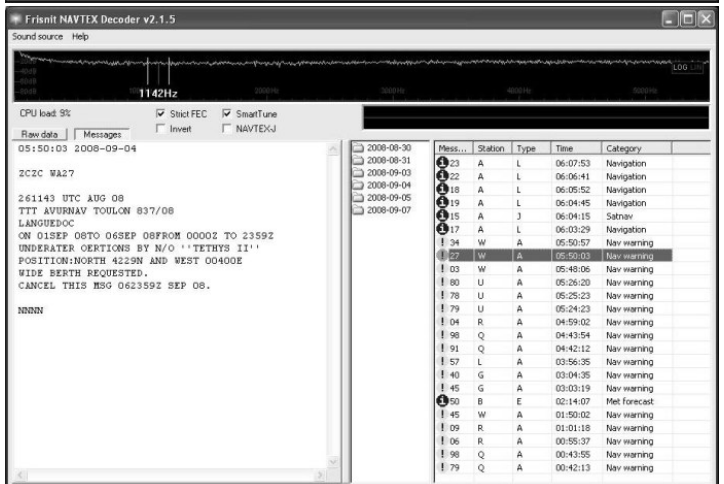 Frisnit NAVTEX Decoder v2.1.5
Sound source Help
LOG
1142Hz
CPU load: 9%
Strict FEC
SmartTune
Invert
NAVTEX-J
Raw data
Messages
05:50:03 2008-09-04
ZCZC WA27
261143 UTC AUG 08
TTT AVURNAV TOULON 837/08
LANGUEDOC
ON 01SEP 08TO 06SEP 08FROM 0000Z TO 2359Z
UNDERATER OERTIONS BY N/O ''TETHYS II''
POSITION:NORTH 4229N AND WEST 00400E
WIDE BERTH REQUESTED.
CANCEL THIS MSG 062359Z SEP 08.
NNNN
2008-08-30
2008-08-31
2008-09-03
2008-09-04
2008-09-05
2008-09-07
Mess... Station Type Time Category
23 A L 06:07:53 Navigation
22 A L 06:06:41 Navigation
18 A L 06:05:52 Navigation
19 A L 06:04:45 Navigation
15 A J 06:04:15 Satnav
17 A L 06:03:29 Navigation
34 W A 05:50:57 Nav warning
27 W A 05:50:03 Nav warning
03 W A 05:48:06 Nav warning
80 U A 05:26:20 Nav warning
78 U A 05:25:23 Nav warning
79 U A 05:24:23 Nav warning
04 R A 04:59:02 Nav warning
98 Q A 04:43:54 Nav warning
91 Q A 04:42:12 Nav warning
57 L A 03:56:35 Nav warning
40 G A 03:04:35 Nav warning
45 G A 03:03:19 Nav warning
50 B E 02:14:07 Met forecast
45 W A 01:50:02 Nav warning
09 R A 01:01:18 Nav warning
06 R A 00:55:37 Nav warning
98 Q A 00:43:55 Nav warning
79 Q A 00:42:13 Nav warning